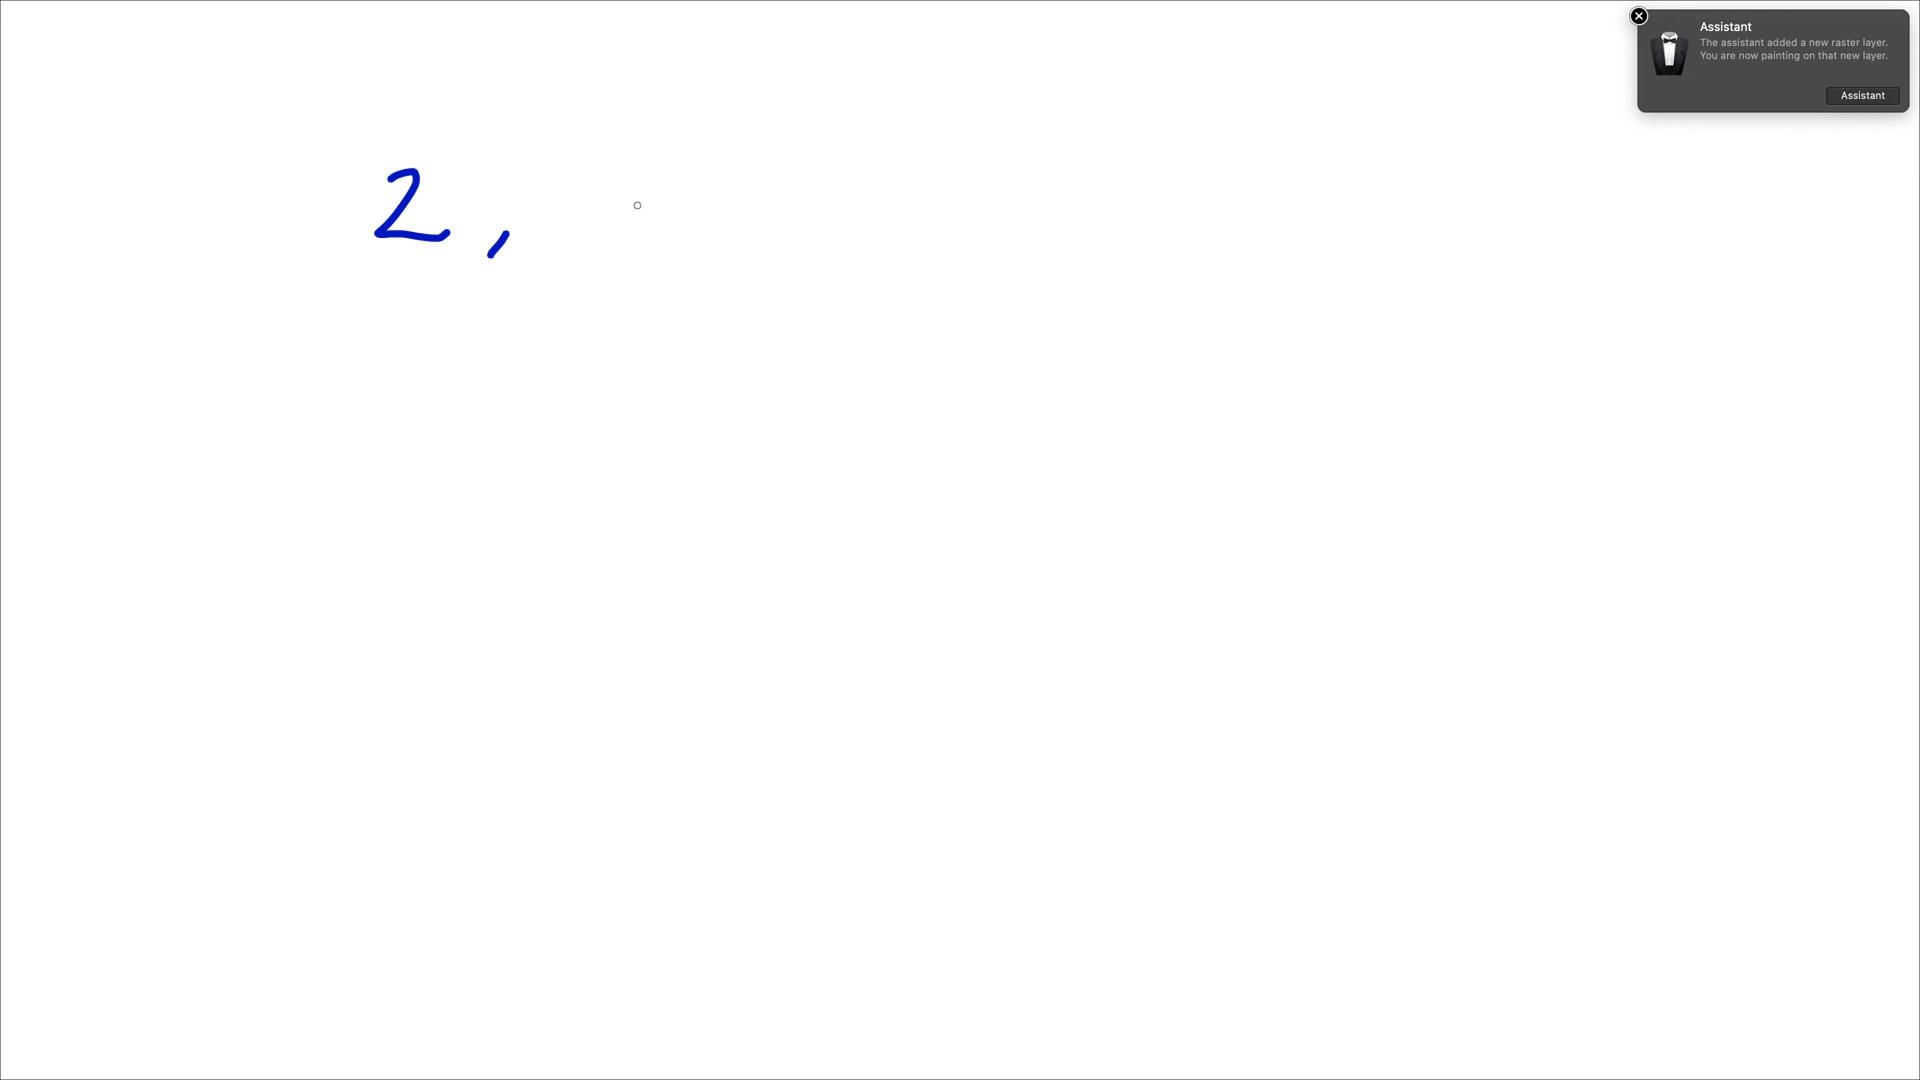 Assistant
The assistant added a new raster layer.
You are now painting on that new layer.
Assistant
2,